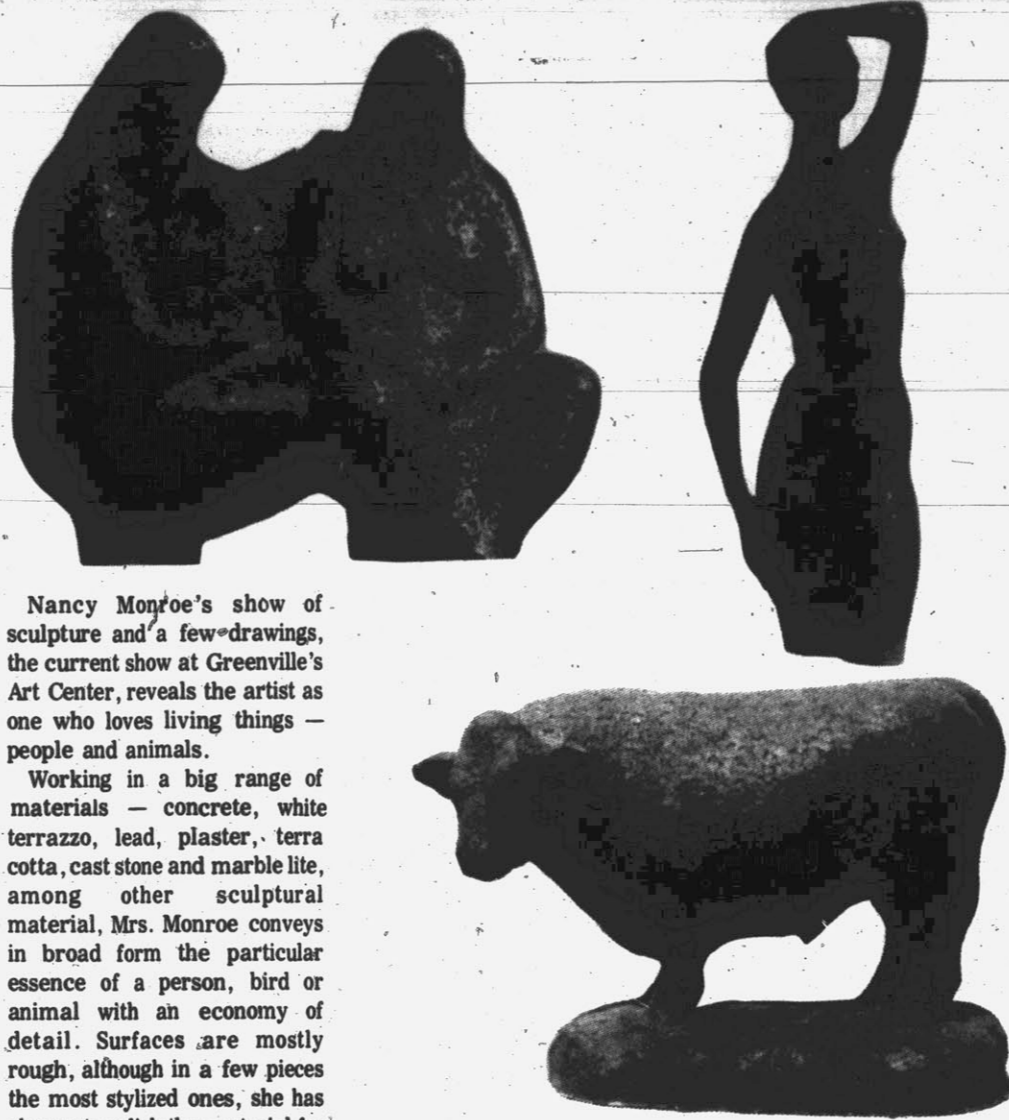 Nancy Monroe's show of
sculpture and a few drawings,
the current show at Greenville's
Art Center, reveals the artist as
one who loves living things —
people and animals.
Working in a big range of
materials — concrete, white
terrazzo, lead, plaster, terra
cotta, cast stone and marble lite,
among other sculptural
material, Mrs. Monroe conveys
in broad form the particular
essence of a person, bird or
animal with an economy of
detail. Surfaces are mostly
rough, although in a few pieces
the most stylized ones, she has